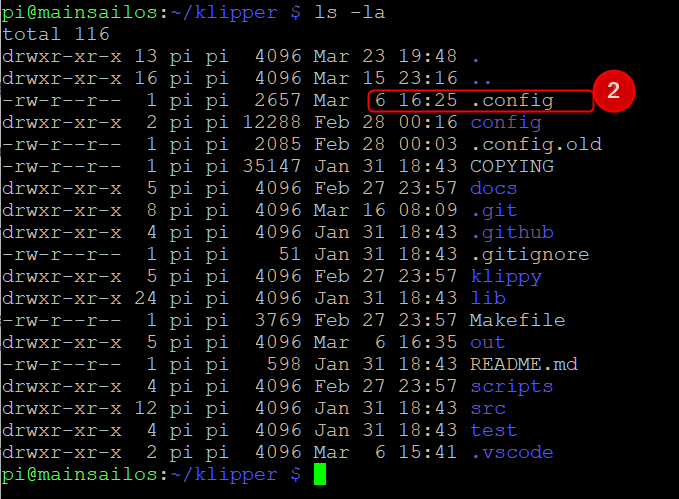 pi@mainsailos:~/klipper $ ls -la
total 116
drwxr-xr-x 13 pi pi  4096 Mar 23 19:48 .
drwxr-xr-x 16 pi pi  4096 Mar 15 23:16 ..
-rw-r--r--  1 pi pi  2657 Mar  6 16:25 .config 2
drwxr-xr-x  2 pi pi 12288 Feb 28 00:16 config
-rw-r--r--  1 pi pi  2085 Feb 28 00:03 .config.old
-rw-r--r--  1 pi pi 35147 Jan 31 18:43 COPYING
drwxr-xr-x  5 pi pi  4096 Feb 27 23:57 docs
drwxr-xr-x  8 pi pi  4096 Mar 16 08:09 .git
drwxr-xr-x  4 pi pi  4096 Jan 31 18:43 .github
-rw-r--r--  1 pi pi    51 Jan 31 18:43 .gitignore
drwxr-xr-x  5 pi pi  4096 Feb 27 23:57 klippy
drwxr-xr-x 24 pi pi  4096 Jan 31 18:43 lib
-rw-r--r--  1 pi pi  3769 Feb 27 23:57 Makefile
drwxr-xr-x  5 pi pi  4096 Mar  6 16:35 out
-rw-r--r--  1 pi pi   598 Jan 31 18:43 README.md
drwxr-xr-x  4 pi pi  4096 Feb 27 23:57 scripts
drwxr-xr-x 12 pi pi  4096 Jan 31 18:43 src
drwxr-xr-x  4 pi pi  4096 Jan 31 18:43 test
drwxr-xr-x  2 pi pi  4096 Mar  6 15:41 .vscode
pi@mainsailos:~/klipper $